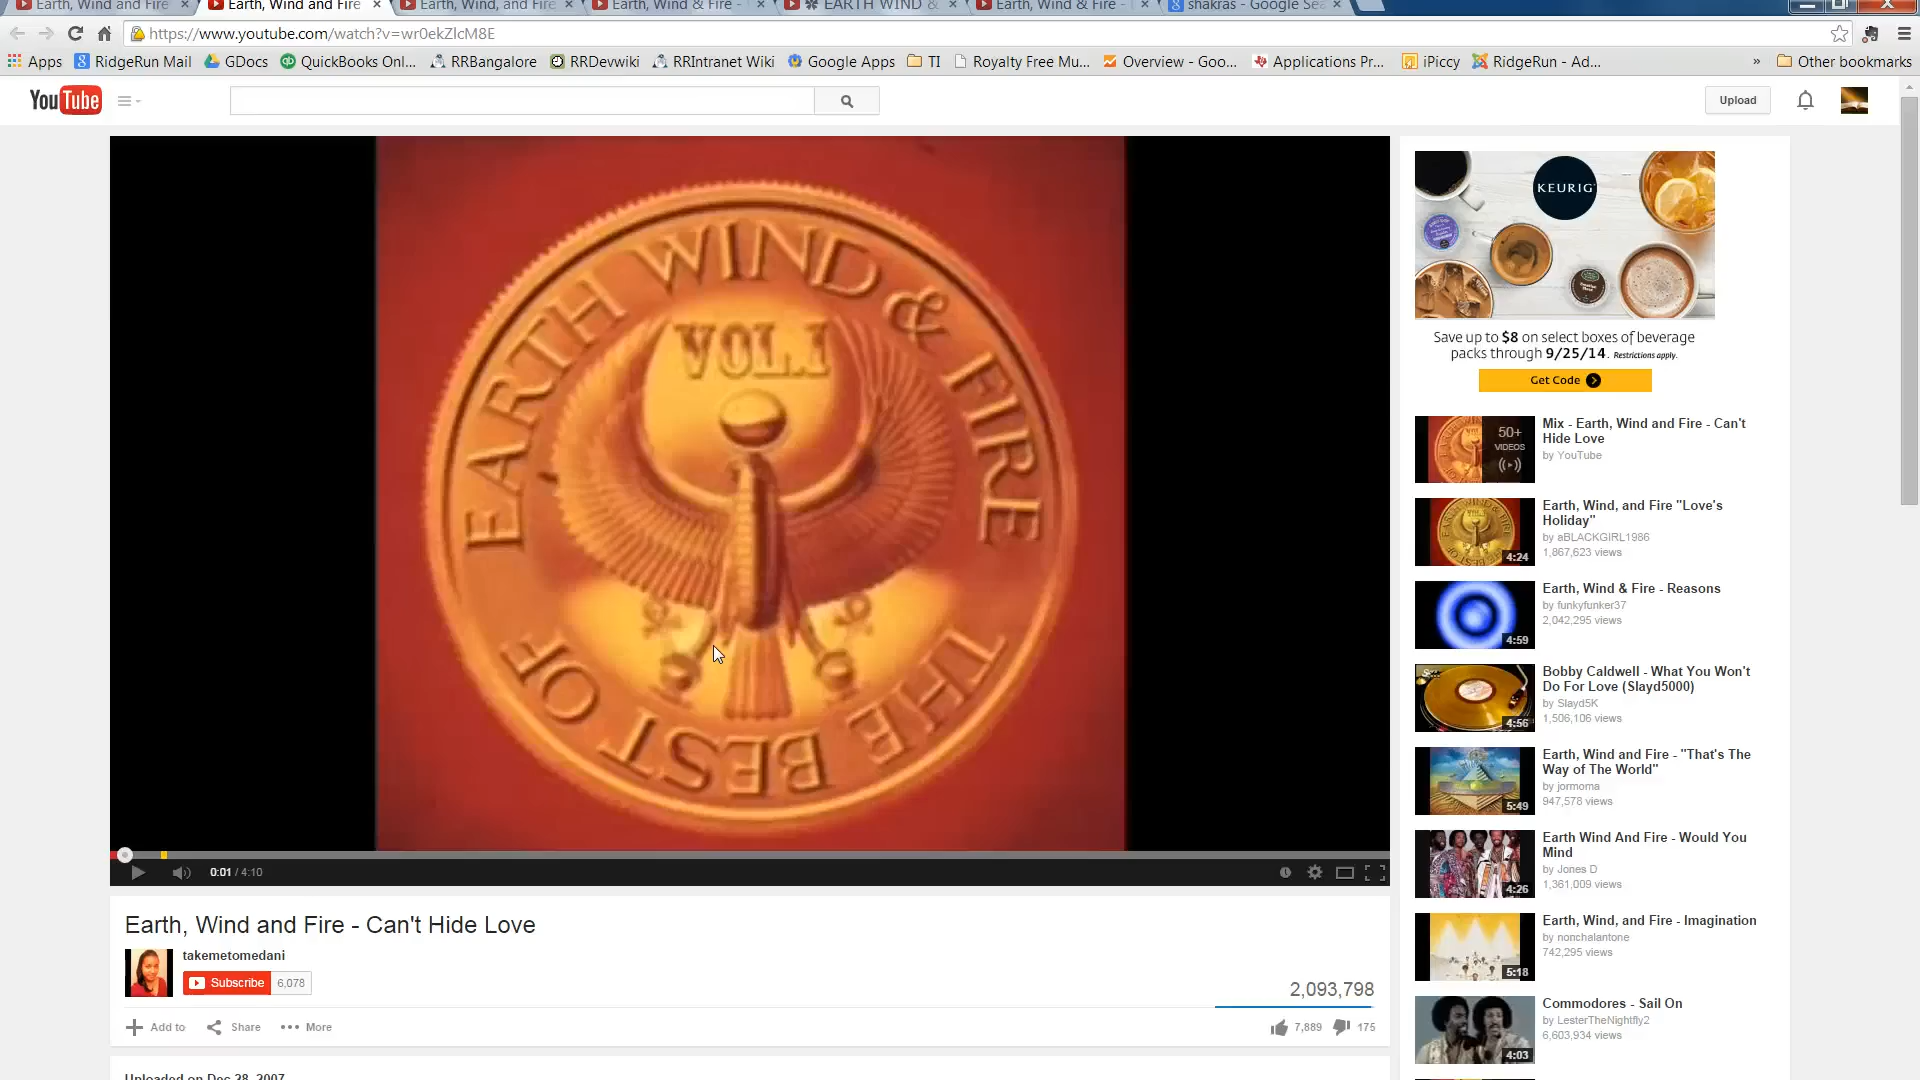 Earth, Wind and Fire
Earth, Wind and Fire
Earth, Wind, and Fire
Earth, Wind & Fire -
EARTH WIND &
Earth, Wind & Fire -
shakras - Google Sea
https://www.youtube.com/watch?v=wr0ekZlcM8E
Apps RidgeRun Mail GDocs QuickBooks Onl... RRBangalore RRDevwiki RRIntranet Wiki Google Apps TI Royalty Free Mu... Overview - Goo... Applications Pr... iPiccy RidgeRun - Ad... » Other bookmarks
YouTube
Upload
EARTH WIND & FIRE
VOL. 1
THE BEST OF
0:01 / 4:10
Earth, Wind and Fire - Can't Hide Love
takemetomedani
Subscribe 6,078
2,093,798
Add to Share More
7,889 175
Uploaded on Dec 28, 2007
KEURIG
Save up to $8 on select boxes of beverage
packs through 9/25/14. Restrictions apply.
Get Code
50+
VIDEOS
Mix - Earth, Wind and Fire - Can't
Hide Love
by YouTube
4:24
Earth, Wind, and Fire "Love's
Holiday"
by aBLACKGIRL1986
1,867,623 views
4:59
Earth, Wind & Fire - Reasons
by funkyfunker37
2,042,295 views
4:56
Bobby Caldwell - What You Won't
Do For Love (Slayd5000)
by Slayd5K
1,506,106 views
5:49
Earth, Wind and Fire - "That's The
Way of The World"
by jormoma
947,578 views
4:26
Earth Wind And Fire - Would You
Mind
by Jones D
1,361,009 views
5:18
Earth, Wind, and Fire - Imagination
by nonchalantone
742,295 views
4:03
Commodores - Sail On
by LesterTheNightfly2
6,603,934 views